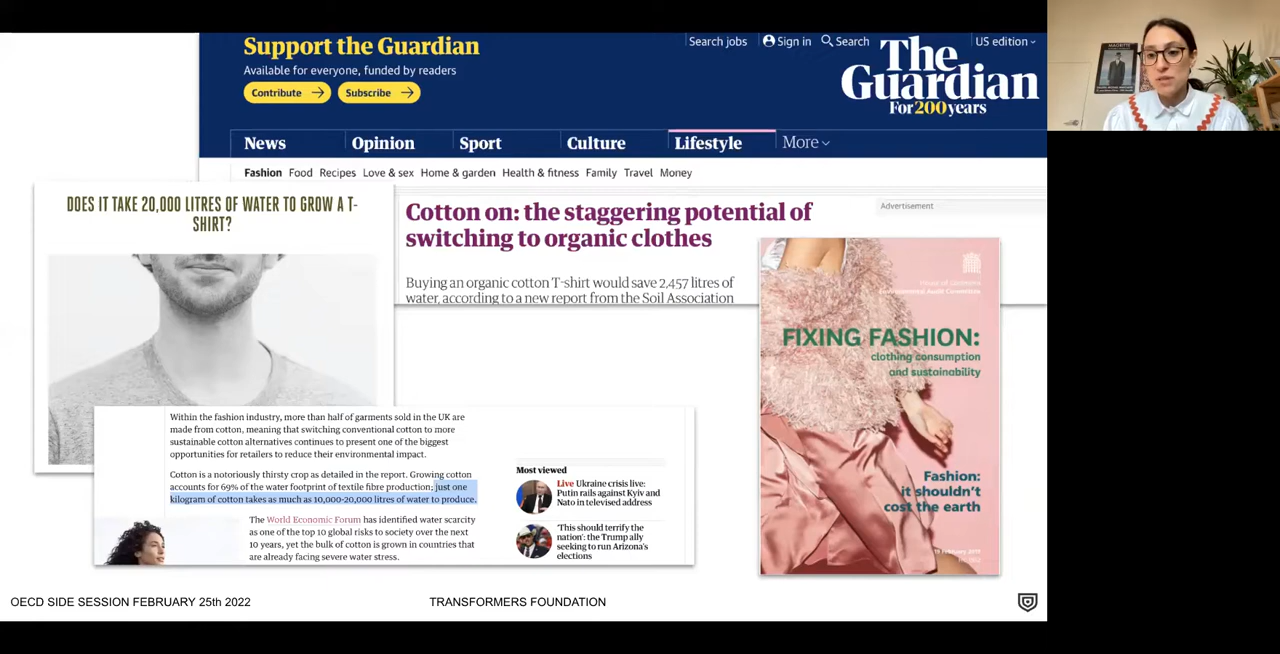 Support the Guardian
Available for everyone, funded by readers
Contribute
Subscribe
Search jobs
Sign in
Search
US edition
The
Guardian
For 200 years
News
Opinion
Sport
Culture
Lifestyle
More
Fashion Food Recipes Love & sex Home & garden Health & fitness Family Travel Money
DOES IT TAKE 20,000 LITRES OF WATER TO GROW A T-
SHIRT?
Cotton on: the staggering potential of
switching to organic clothes
Advertisement
Buying an organic cotton T-shirt would save 2,457 litres of
water, according to a new report from the Soil Association
House of Commons
Environmental Audit Committee
FIXING FASHION:
clothing consumption
and sustainability
Fashion:
it shouldn't
cost the earth
19 February 2019
Within the fashion industry, more than half of garments sold in the UK are
made from cotton, meaning that switching conventional cotton to more
sustainable cotton alternatives continues to present one of the biggest
opportunities for retailers to reduce their environmental impact.
Cotton is a notoriously thirsty crop as detailed in the report. Growing cotton
accounts for 69% of the water footprint of textile fibre production; just one
kilogram of cotton takes as much as 10,000-20,000 litres of water to produce.
The World Economic Forum has identified water scarcity
as one of the top 10 global risks to society over the next
10 years, yet the bulk of cotton is grown in countries that
are already facing severe water stress.
Most viewed
Live Ukraine crisis live:
Putin rails against Kyiv and
Nato in televised address
'This should terrify the
nation': the Trump ally
seeking to run Arizona's
elections
OECD SIDE SESSION FEBRUARY 25th 2022
TRANSFORMERS FOUNDATION
MAGRITTE